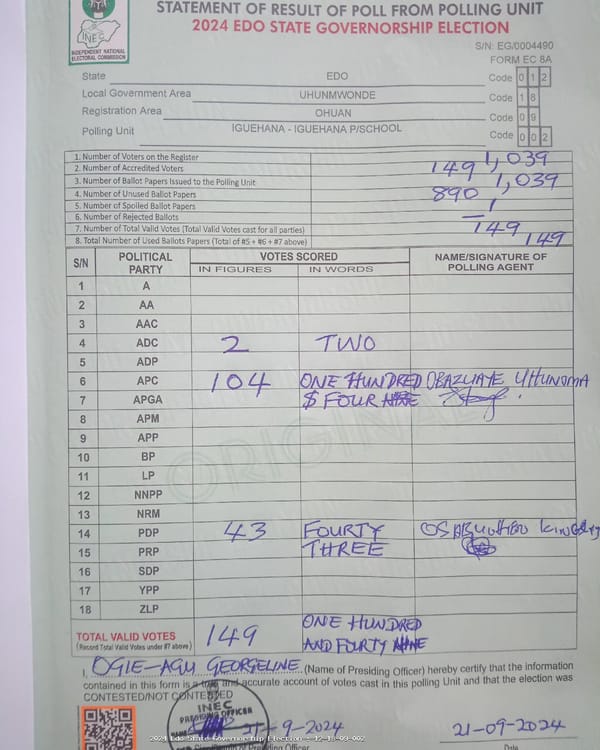 STATEMENT OF RESULT OF POLL FROM POLLING UNIT
2024 EDO STATE GOVERNORSHIP ELECTION
INEC
INDEPENDENT NATIONAL
ELECTORAL COMMISSION
S/N: EG/0004490
FORM EC 8A
State EDO Code 0 1 2
Local Government Area UHUNMWONDE Code 1 8
Registration Area OHUAN Code 0 9
Polling Unit IGUEHANA - IGUEHANA P/SCHOOL Code 0 0 2
1. Number of Voters on the Register 1,039
2. Number of Accredited Voters 149
3. Number of Ballot Papers Issued to the Polling Unit 1,039
4. Number of Unused Ballot Papers 890
5. Number of Spoiled Ballot Papers
6. Number of Rejected Ballots
7. Number of Total Valid Votes (Total Valid Votes cast for all parties) 149
8. Total Number of Used Ballots Papers (Total of #5 + #6 + #7 above) 149
S/N POLITICAL PARTY VOTES SCORED NAME/SIGNATURE OF POLLING AGENT
IN FIGURES IN WORDS
1 A
2 AA
3 AAC
4 ADC 2 TWO
5 ADP
6 APC 104 ONE HUNDRED OBAZUAYE UHUNOMA
7 APGA $ FOUR
8 APM
9 APP
10 BP
11 LP
12 NNPP
13 NRM
14 PDP 43 FOURTY
15 PRP THREE
16 SDP
17 YPP
18 ZLP
ORIGINAL
TOTAL VALID VOTES 149 ONE HUNDRED
(Record Total Valid Votes under #7 above) AND FOURTY NINE
I, OGIE-AGU GEORGELINE (Name of Presiding Officer) hereby certify that the information
contained in this form is a true and accurate account of votes cast in this polling Unit and that the election was
CONTESTED/NOT CONTESTED
INEC
PRESIDING OFFICER
21-9-2024
21-09-2024
2024 Edo State Governorship Election - 12-18-09-002
Signature of Presiding Officer
Date